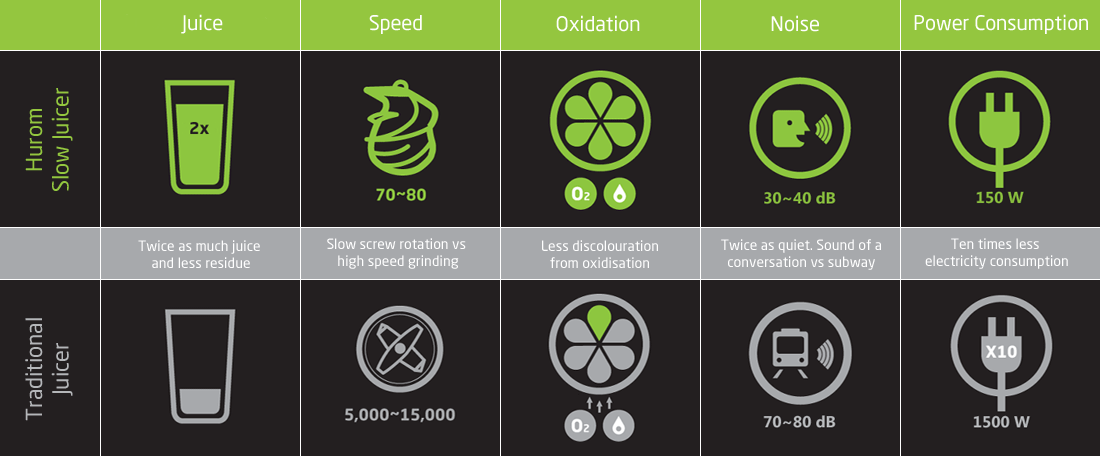 Juice
Speed
Oxidation
Noise
Power Consumption
Hurom
Slow Juicer
2x
70~80
O2
30~40 dB
150 W
Twice as much juice
and less residue
Slow screw rotation vs
high speed grinding
Less discolouration
from oxidisation
Twice as quiet. Sound of a
conversation vs subway
Ten times less
electricity consumption
Traditional
Juicer
5,000~15,000
O2
70~80 dB
X10
1500 W